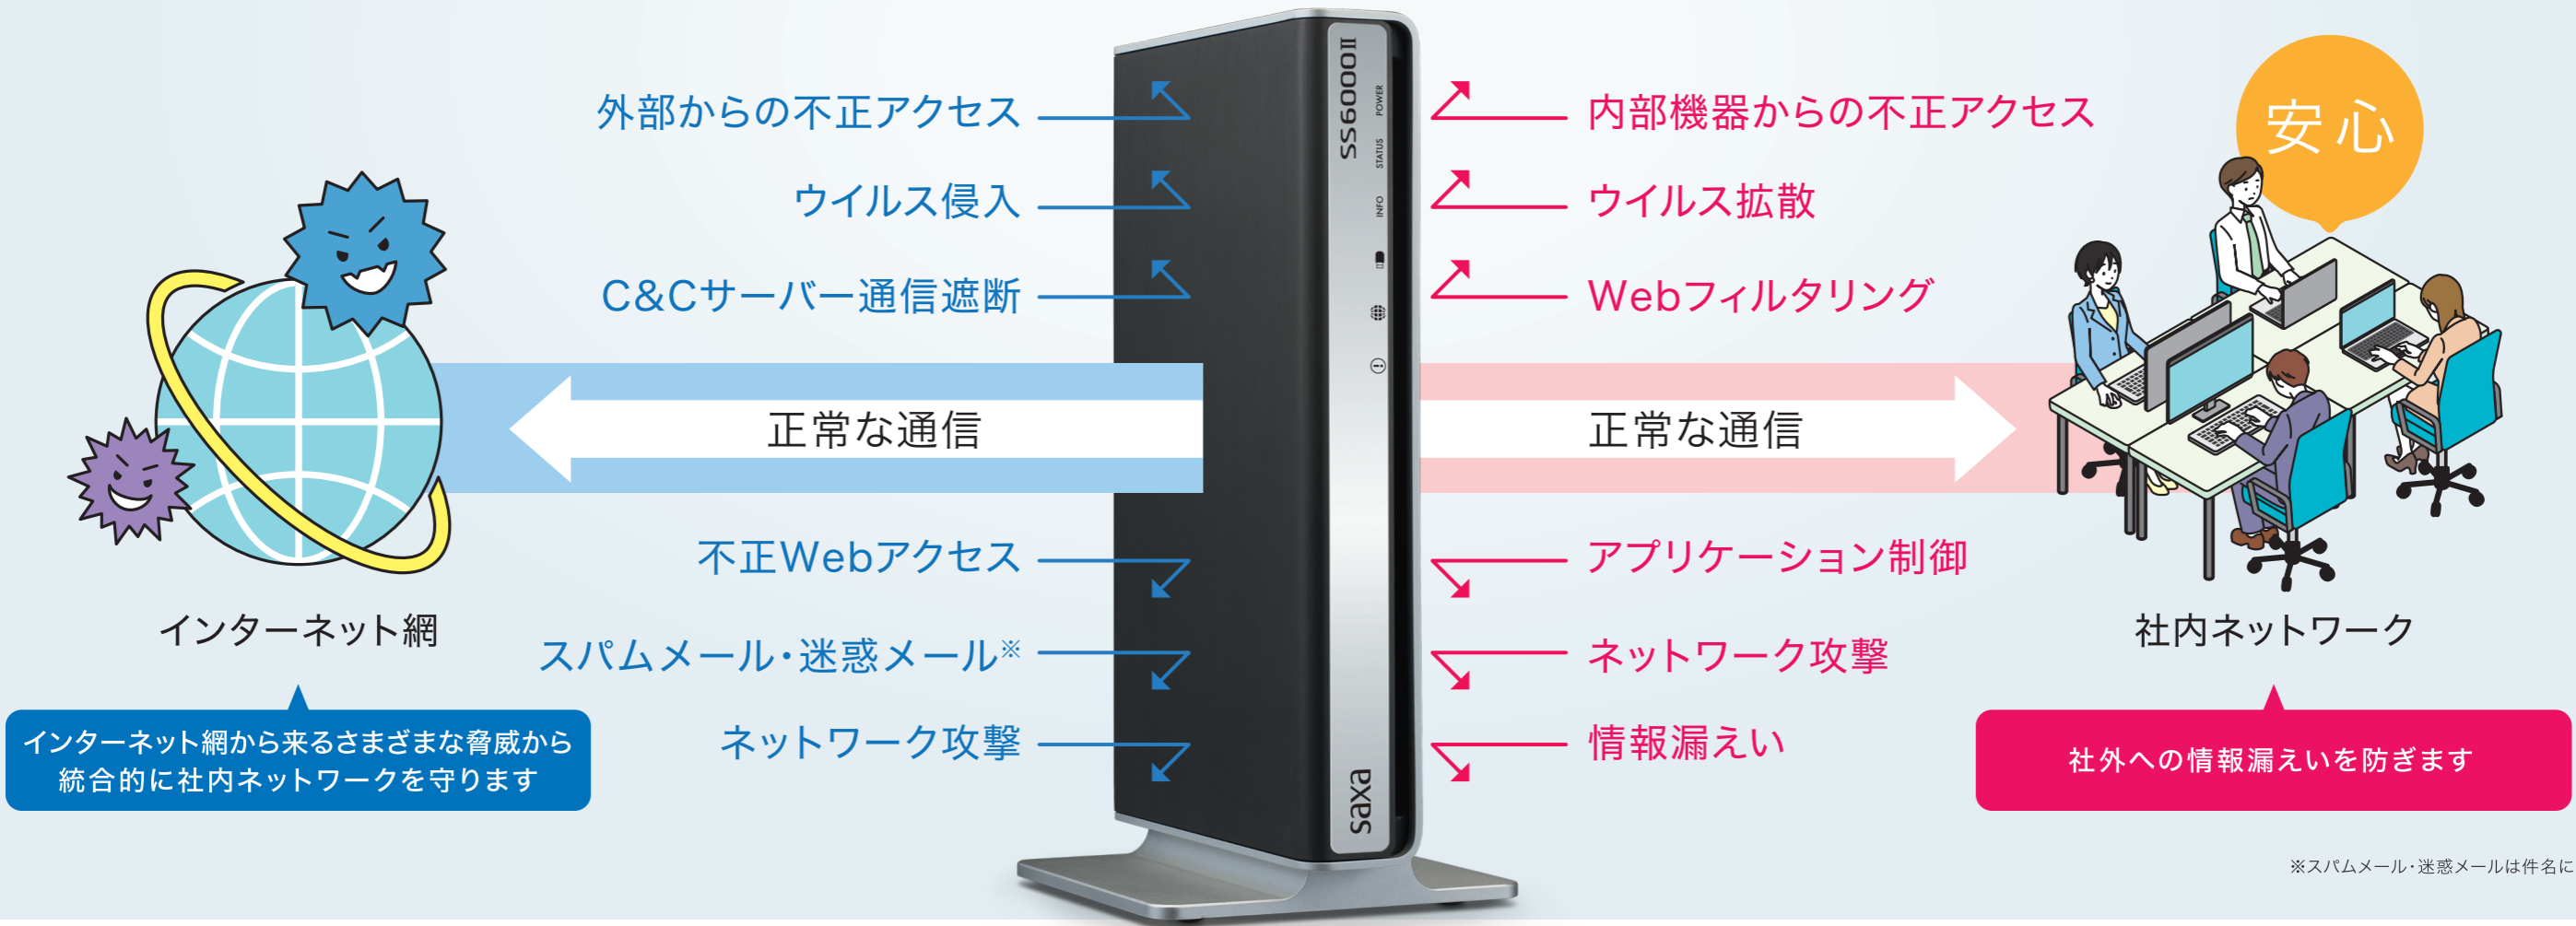 外部からの不正アクセス
ウイルス侵入
C&Cサーバー通信遮断
正常な通信
不正Webアクセス
スパムメール・迷惑メール※
ネットワーク攻撃
インターネット網
インターネット網から来るさまざまな脅威から
統合的に社内ネットワークを守ります
SS6000Ⅱ
POWER
STATUS
INFO
saxa
内部機器からの不正アクセス
ウイルス拡散
Webフィルタリング
正常な通信
アプリケーション制御
ネットワーク攻撃
情報漏えい
安心
社内ネットワーク
社外への情報漏えいを防ぎます
※スパムメール・迷惑メールは件名に